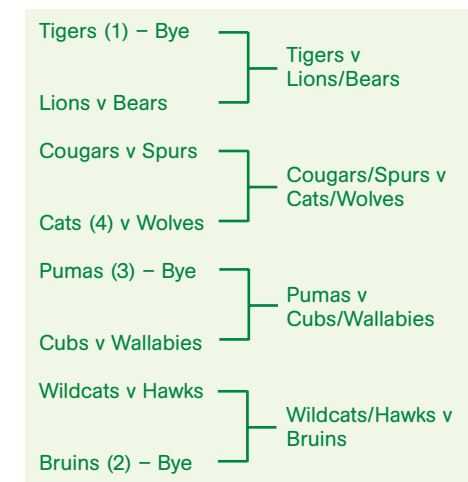 Tigers (1) – Bye
Tigers v
Lions/Bears
Lions v Bears
Cougars v Spurs
Cougars/Spurs v
Cats/Wolves
Cats (4) v Wolves
Pumas (3) – Bye
Pumas v
Cubs/Wallabies
Cubs v Wallabies
Wildcats v Hawks
Wildcats/Hawks v
Bruins
Bruins (2) – Bye